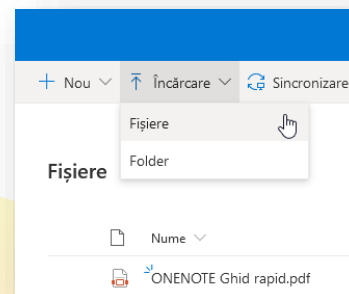 Nou Încărcare Sincronizare
Fișiere
Folder
Fișiere
Nume
ONENOTE Ghid rapid.pdf